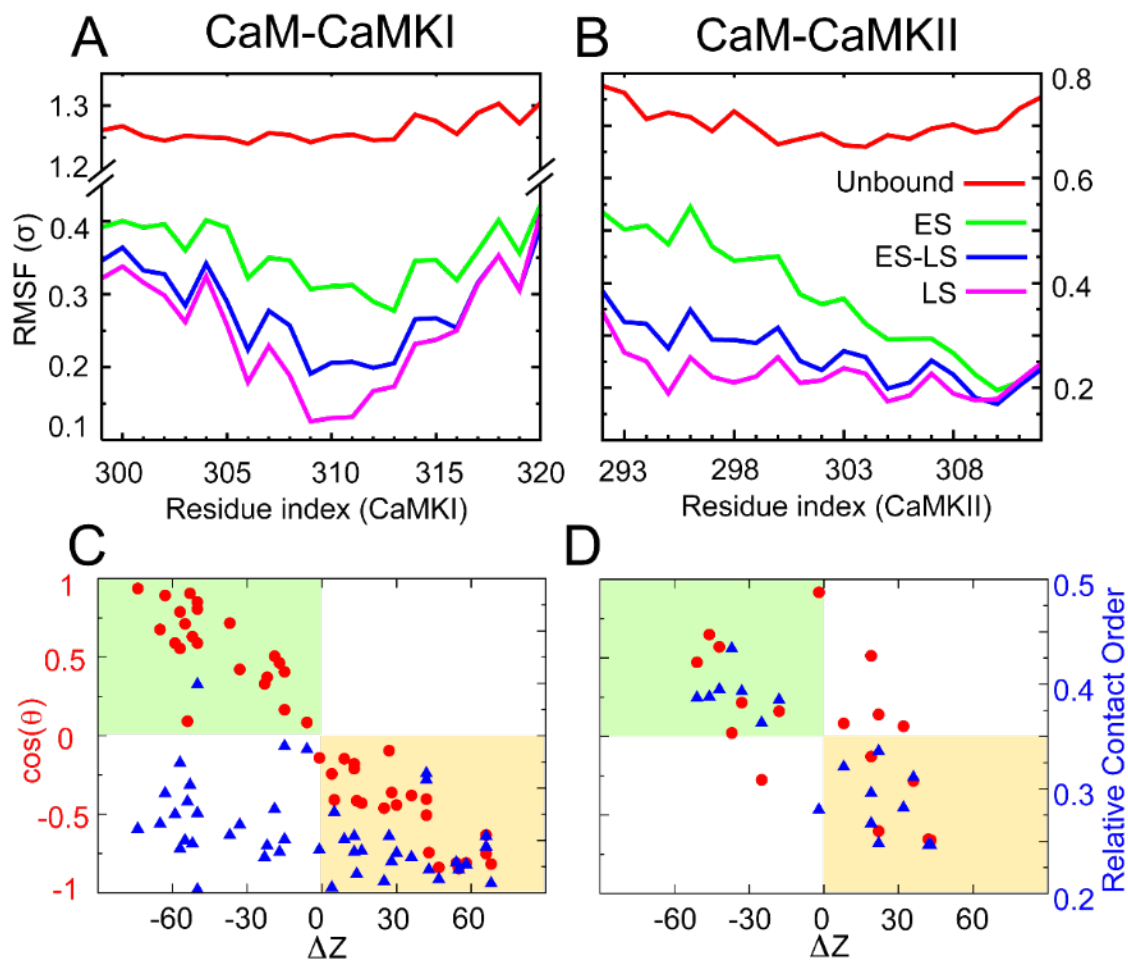 A CaM-CaMKI
B CaM-CaMKII
RMSF (σ)
1.3
1.2
0.4
0.3
0.2
0.1
300 305 310 315 320
Residue index (CaMKI)
0.8
0.6
0.4
0.2
Unbound
ES
ES-LS
LS
293 298 303 308
Residue index (CaMKII)
C
cos(θ)
1
0.5
0
-0.5
-1
-60 -30 0 30 60
ΔZ
D
0.5
0.4
0.3
0.2
Relative Contact Order
-60 -30 0 30 60
ΔZ